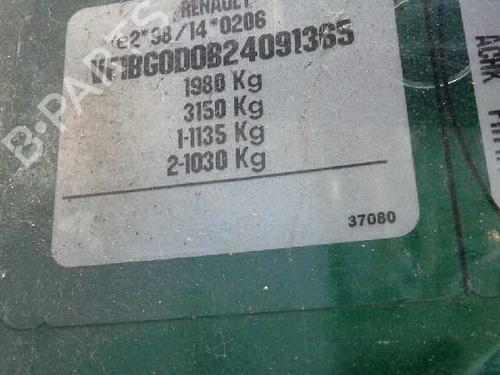 RENAULT
e2*98/14*0206
VF1BG0D0B24091365
1980 Kg
3150 Kg
1-1135 Kg
2-1030 Kg
37080
B-PARTS